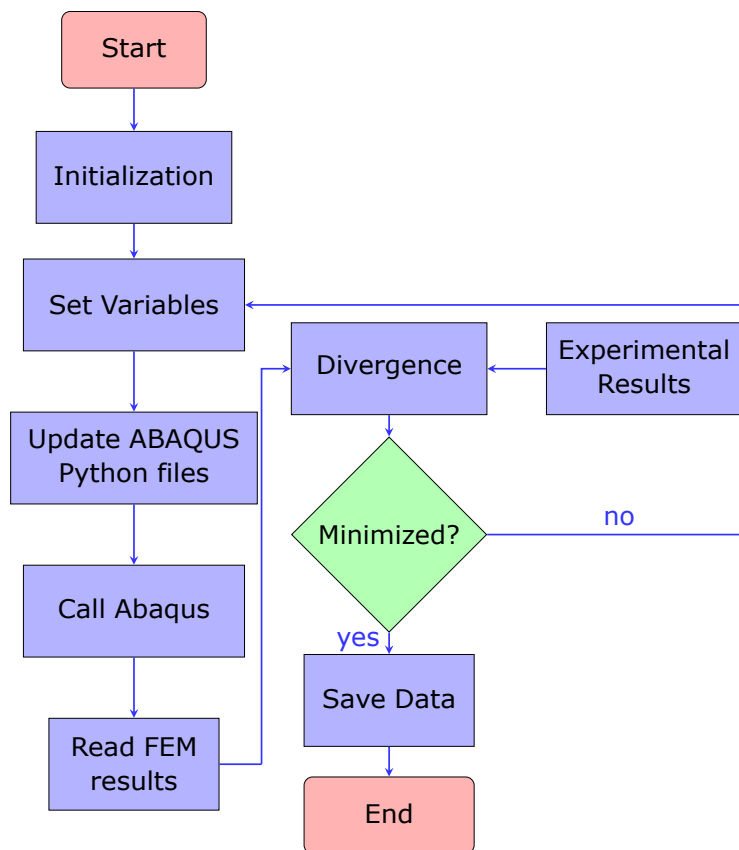 Start
Initialization
Set Variables
Update ABAQUS
Python files
Call Abaqus
Read FEM
results
Divergence
Experimental
Results
Minimized?
no
yes
Save Data
End